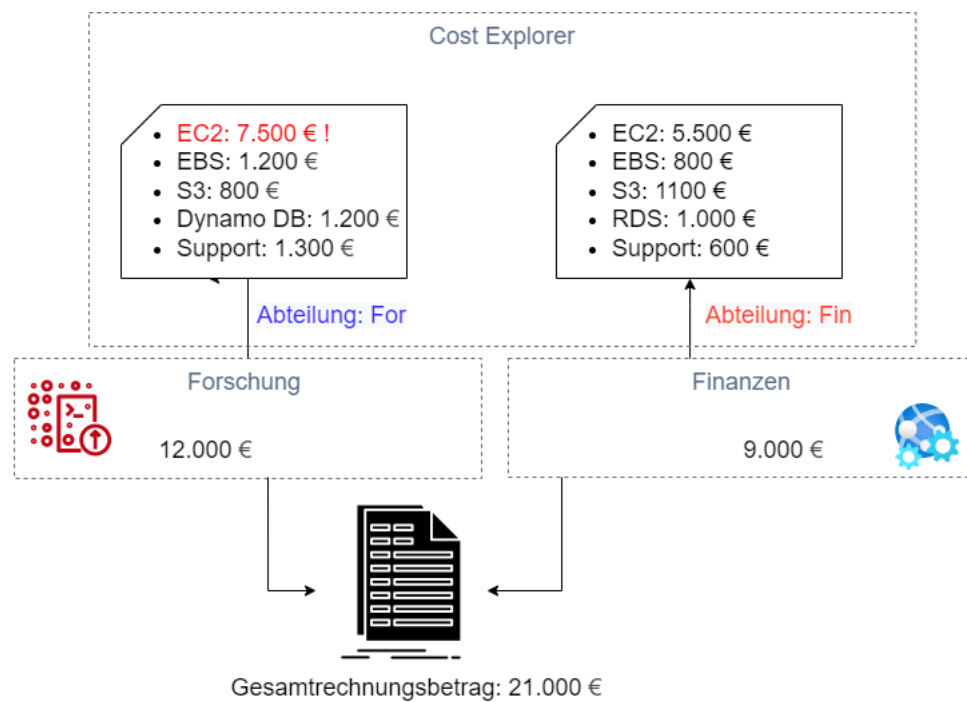 Cost Explorer
EC2: 7.500 € !
EBS: 1.200 €
S3: 800 €
Dynamo DB: 1.200 €
Support: 1.300 €
EC2: 5.500 €
EBS: 800 €
S3: 1100 €
RDS: 1.000 €
Support: 600 €
Abteilung: For
Abteilung: Fin
Forschung
12.000 €
Finanzen
9.000 €
Gesamtrechnungsbetrag: 21.000 €